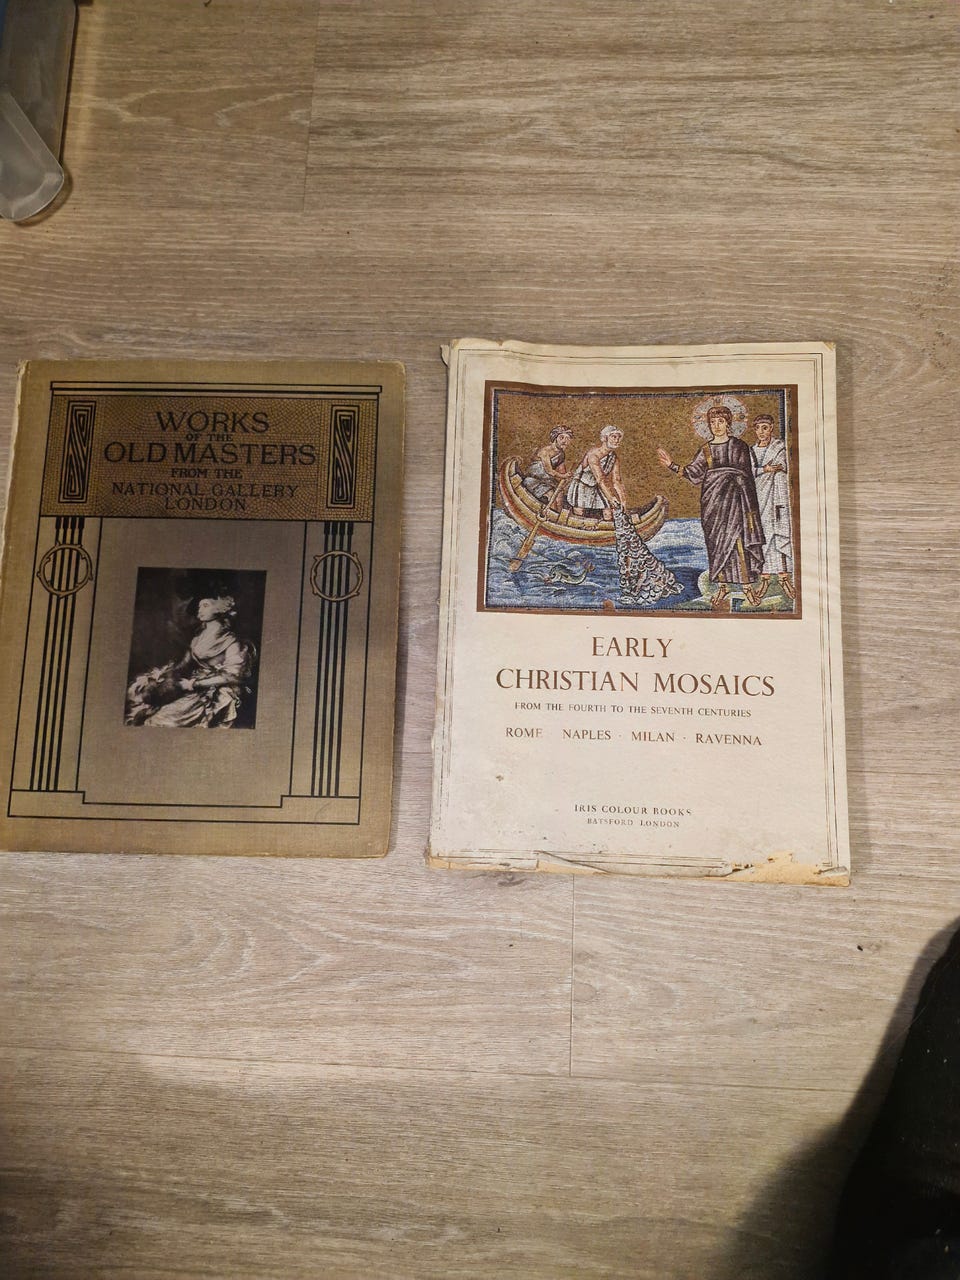 WORKS
OF THE
OLD MASTERS
FROM THE
NATIONAL GALLERY
LONDON
EARLY
CHRISTIAN MOSAICS
FROM THE FOURTH TO THE SEVENTH CENTURIES
ROME NAPLES · MILAN · RAVENNA
IRIS COLOUR BOOKS
BATSFORD LONDON